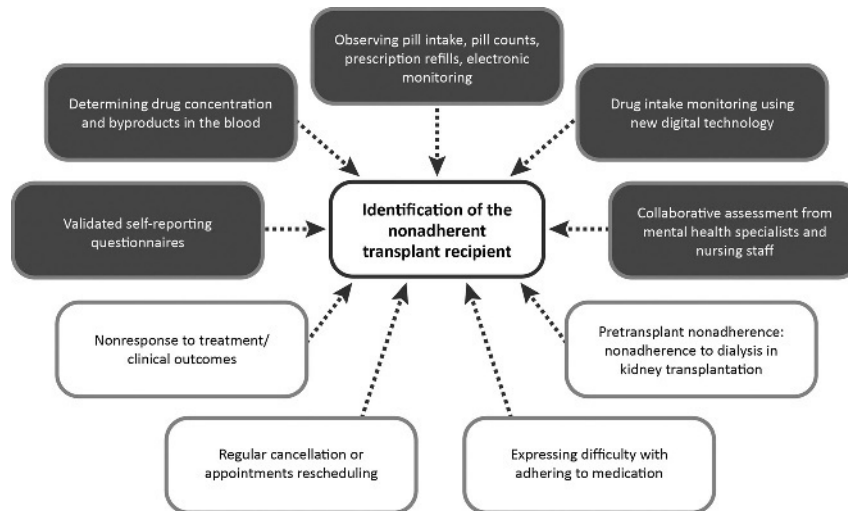 Observing pill intake, pill counts,
prescription refills, electronic
monitoring
Determining drug concentration
and byproducts in the blood
Drug intake monitoring using
new digital technology
Validated self-reporting
questionnaires
Identification of the
nonadherent
transplant recipient
Collaborative assessment from
mental health specialists and
nursing staff
Nonresponse to treatment/
clinical outcomes
Pretransplant nonadherence:
nonadherence to dialysis in
kidney transplantation
Regular cancellation or
appointments rescheduling
Expressing difficulty with
adhering to medication